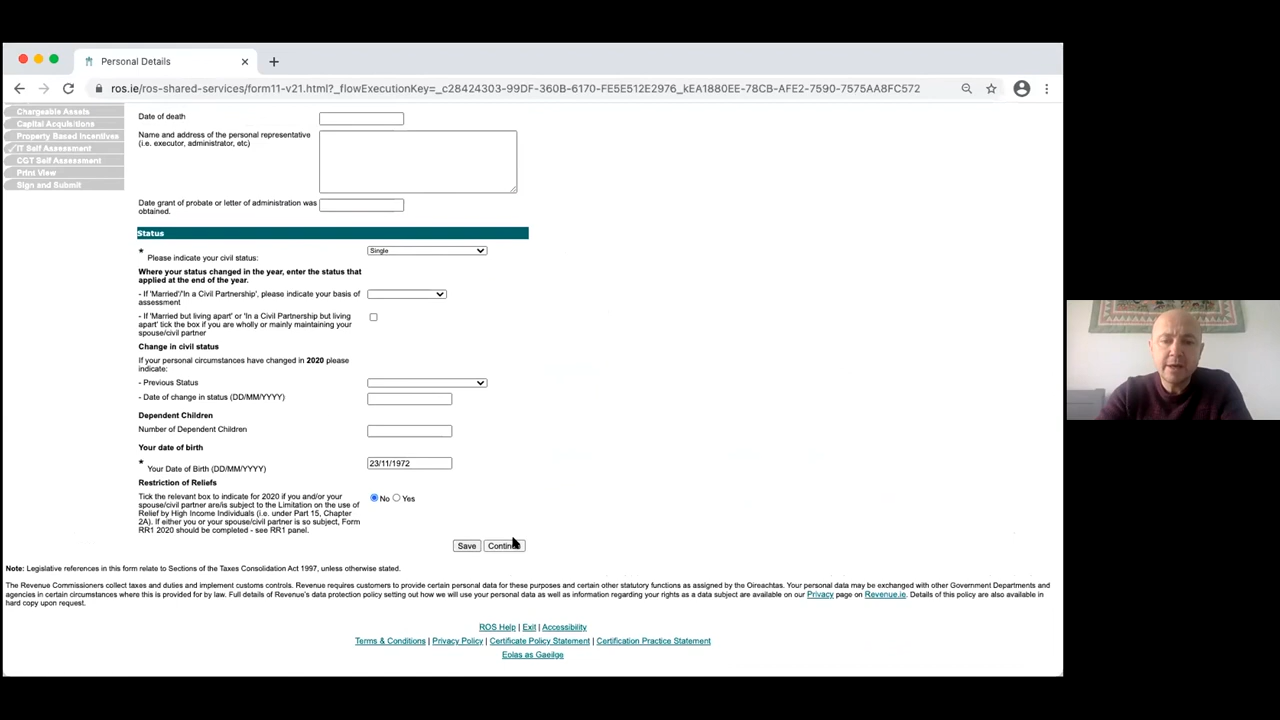 Personal Details
ros.ie/ros-shared-services/form11-v21.html?_flowExecutionKey=_c28424303-99DF-360B-6170-FE5E512E2976_kEA1880EE-78CB-AFE2-7590-7575AA8FC572
Chargeable Assets
Capital Acquisitions
Property Based Incentives
IT Self Assessment
CGT Self Assessment
Print View
Sign and Submit
Date of death
Name and address of the personal representative
(i.e. executor, administrator, etc)
Date grant of probate or letter of administration was
obtained.
Status
* Please indicate your civil status:
Single
Where your status changed in the year, enter the status that
applied at the end of the year.
- If 'Married'/'In a Civil Partnership', please indicate your basis of
assessment
- If 'Married but living apart' or 'In a Civil Partnership but living
apart' tick the box if you are wholly or mainly maintaining your
spouse/civil partner
Change in civil status
If your personal circumstances have changed in 2020 please
indicate:
- Previous Status
- Date of change in status (DD/MM/YYYY)
Dependent Children
Number of Dependent Children
Your date of birth
* Your Date of Birth (DD/MM/YYYY)
23/11/1972
Restriction of Reliefs
Tick the relevant box to indicate for 2020 if you and/or your
spouse/civil partner are/is subject to the Limitation on the use of
Relief by High Income Individuals (i.e. under Part 15, Chapter
2A). If either you or your spouse/civil partner is so subject, Form
RR1 2020 should be completed - see RR1 panel.
No Yes
Save Continue
Note: Legislative references in this form relate to Sections of the Taxes Consolidation Act 1997, unless otherwise stated.
The Revenue Commissioners collect taxes and duties and implement customs controls. Revenue requires customers to provide certain personal data for these purposes and certain other statutory functions as assigned by the Oireachtas. Your personal data may be exchanged with other Government Departments and
agencies in certain circumstances where this is provided for by law. Full details of Revenue's data protection policy setting out how we will use your personal data as well as information regarding your rights as a data subject are available on our Privacy page on Revenue.ie. Details of this policy are also available in
hard copy upon request.
ROS Help | Exit | Accessibility
Terms & Conditions | Privacy Policy | Certificate Policy Statement | Certification Practice Statement
Eolas as Gaeilge